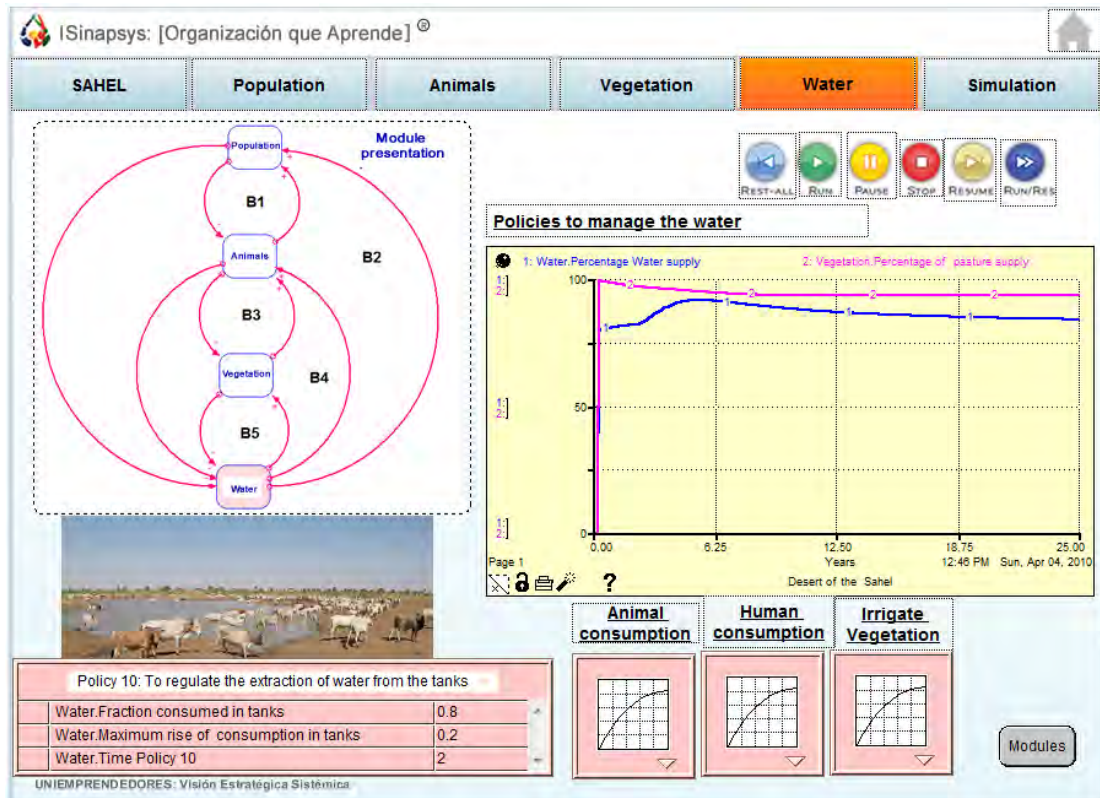 ISinapsys: [Organización que Aprende] ®
SAHEL Population Animals Vegetation Water Simulation
Module
presentation
Population
B1
B2
Animals
B3
B4
Vegetation
B5
Water
REST-ALL RUN PAUSE STOP RESUME RUN/RES
Policies to manage the water
1: Water.Percentage Water supply 2: Vegetation.Percentage of pasture supply
1:
2:
100
1:
2:
50
1:
2:
0
0.00 6.25 12.50 18.75 25.00
Page 1 Years 12:46 PM Sun, Apr 04, 2010
Desert of the Sahel
?
Animal
consumption
Human
consumption
Irrigate
Vegetation
Policy 10: To regulate the extraction of water from the tanks
Water.Fraction consumed in tanks 0.8
Water.Maximum rise of consumption in tanks 0.2
Water.Time Policy 10 2
Modules
UNIEMPRENDEDORES: Visión Estratégica Sistémica